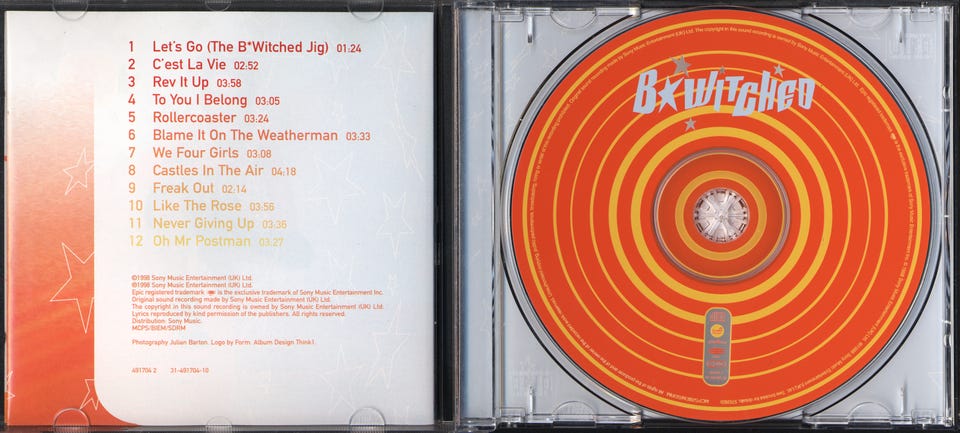 1 Let's Go (The B*Witched Jig) 01:24
2 C'est La Vie 02:52
3 Rev It Up 03:58
4 To You I Belong 03:05
5 Rollercoaster 03:24
6 Blame It On The Weatherman 03:33
7 We Four Girls 03:08
8 Castles In The Air 04:18
9 Freak Out 02:14
10 Like The Rose 03:56
11 Never Giving Up 03:36
12 Oh Mr Postman 03:27
©1998 Sony Music Entertainment (UK) Ltd.
℗1998 Sony Music Entertainment (UK) Ltd.
Epic registered trademark epic is the exclusive trademark of Sony Music Entertainment Inc.
Original sound recording made by Sony Music Entertainment (UK) Ltd.
The copyright in this sound recording is owned by Sony Music Entertainment (UK) Ltd.
Lyrics reproduced by kind permission of the publishers. All rights reserved.
Distribution: Sony Music.
MCPS/BIEM/SDRM
Photography Julian Barton. Logo by Form. Album Design Think1.
491704 2 31-491704-10
B★WITCHED